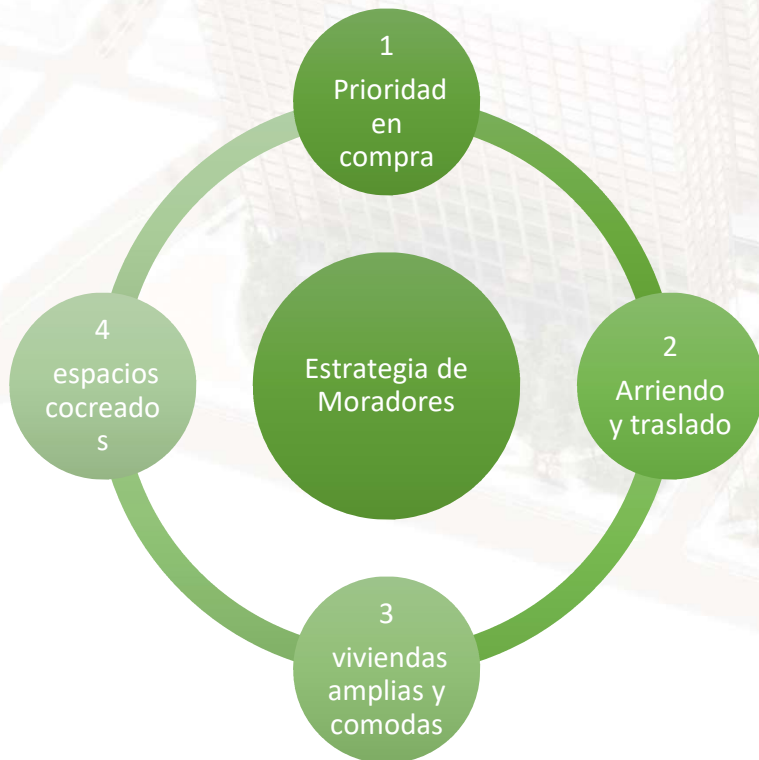 1
Prioridad
en
compra
Estrategia de
Moradores
2
Arriendo
y traslado
3
viviendas
amplias y
comodas
4
espacios
cocreado
s